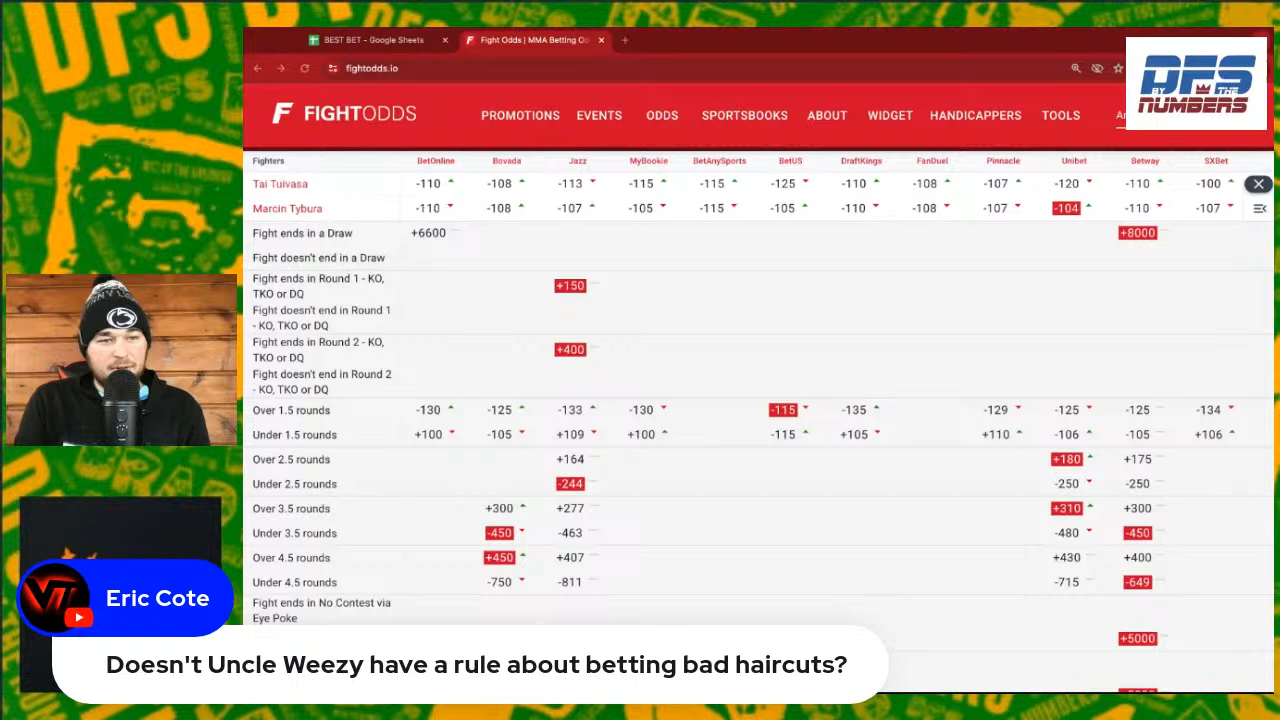 BEST BET - Google Sheets
Fight Odds | MMA Betting Od
fightodds.io
DFS
BY THE
NUMBERS
F FIGHTODDS
PROMOTIONS EVENTS ODDS SPORTSBOOKS ABOUT WIDGET HANDICAPPERS TOOLS
Fighters BetOnline Bovada Jazz MyBookie BetAnySports BetUS DraftKings FanDuel Pinnacle Unibet Betway SXBet
Tai Tuivasa -110 -108 -113 -115 -115 -125 -110 -108 -107 -120 -110 -100
Marcin Tybura -110 -108 -107 -105 -115 -105 -110 -108 -107 -104 -110 -107
Fight ends in a Draw +6600 +8000
Fight doesn't end in a Draw
Fight ends in Round 1 - KO,
TKO or DQ +150
Fight doesn't end in Round 1
- KO, TKO or DQ
Fight ends in Round 2 - KO,
TKO or DQ +400
Fight doesn't end in Round 2
- KO, TKO or DQ
Over 1.5 rounds -130 -125 -133 -130 -115 -135 -129 -125 -125 -134
Under 1.5 rounds +100 -105 +109 +100 -115 +105 +110 -106 -105 +106
Over 2.5 rounds +164 +180 +175
Under 2.5 rounds -244 -250 -250
Over 3.5 rounds +300 +277 +310 +300
Under 3.5 rounds -450 -463 -480 -450
Over 4.5 rounds +450 +407 +430 +400
Under 4.5 rounds -750 -811 -715 -649
Fight ends in No Contest via
Eye Poke
+5000
VT
Eric Cote
Doesn't Uncle Weezy have a rule about betting bad haircuts?